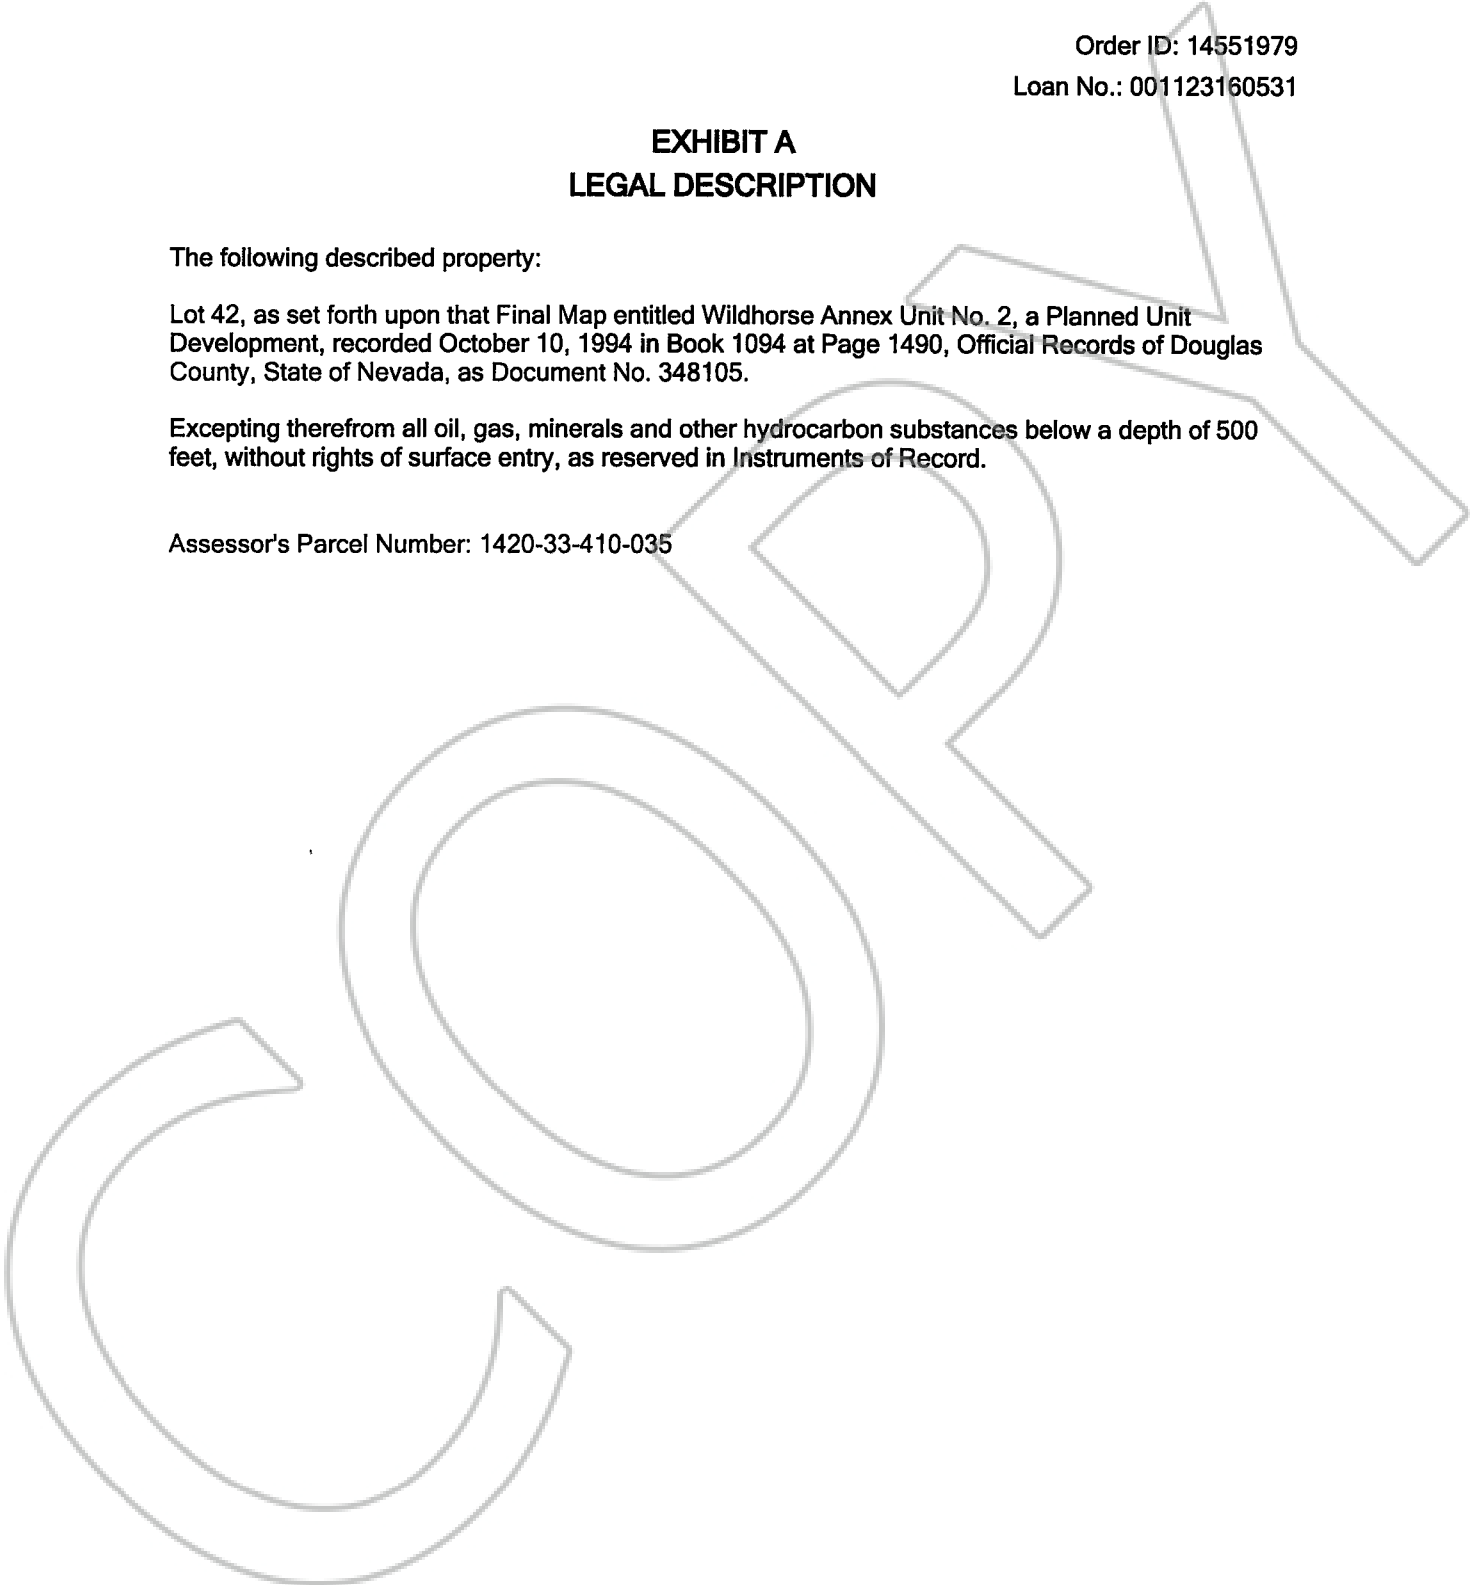 Order ID: 14551979
Loan No.: 001123160531
EXHIBIT A
LEGAL DESCRIPTION
The following described property:
Lot 42, as set forth upon that Final Map entitled Wildhorse Annex Unit No. 2, a Planned Unit
Development, recorded October 10, 1994 in Book 1094 at Page 1490, Official Records of Douglas
County, State of Nevada, as Document No. 348105.
Excepting therefrom all oil, gas, minerals and other hydrocarbon substances below a depth of 500
feet, without rights of surface entry, as reserved in Instruments of Record.
Assessor's Parcel Number: 1420-33-410-035
COPY